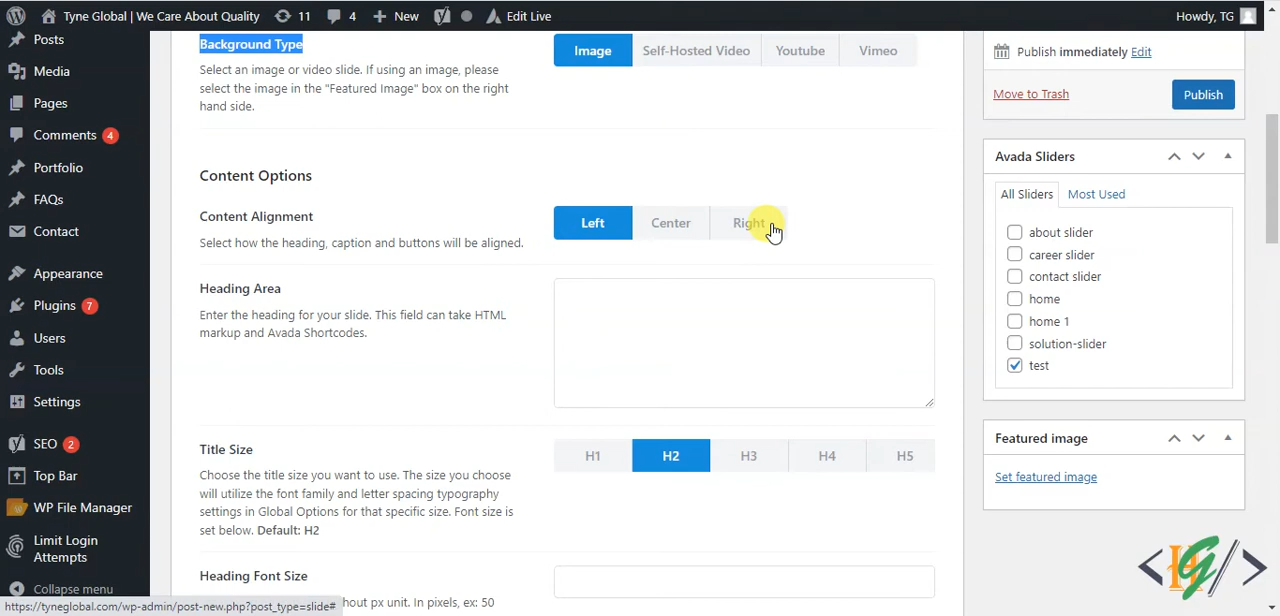 Tyne Global | We Care About Quality
11
4
New
Edit Live
Howdy, TG
Posts
Media
Pages
Comments 4
Portfolio
FAQs
Contact
Appearance
Plugins 7
Users
Tools
Settings
SEO 2
Top Bar
WP File Manager
Limit Login
Attempts
Collapse menu
https://tyneglobal.com/wp-admin/post-new.php?post_type=slide#
Background Type
Select an image or video slide. If using an image, please
select the image in the "Featured Image" box on the right
hand side.
Image
Self-Hosted Video
Youtube
Vimeo
Content Options
Content Alignment
Select how the heading, caption and buttons will be aligned.
Left
Center
Right
Heading Area
Enter the heading for your slide. This field can take HTML
markup and Avada Shortcodes.
Title Size
Choose the title size you want to use. The size you choose
will utilize the font family and letter spacing typography
settings in Global Options for that specific size. Font size is
set below. Default: H2
H1
H2
H3
H4
H5
Heading Font Size
hout px unit. In pixels, ex: 50
Publish immediately Edit
Move to Trash
Publish
Avada Sliders
All Sliders
Most Used
about slider
career slider
contact slider
home
home 1
solution-slider
test
Featured image
Set featured image
<HG/>